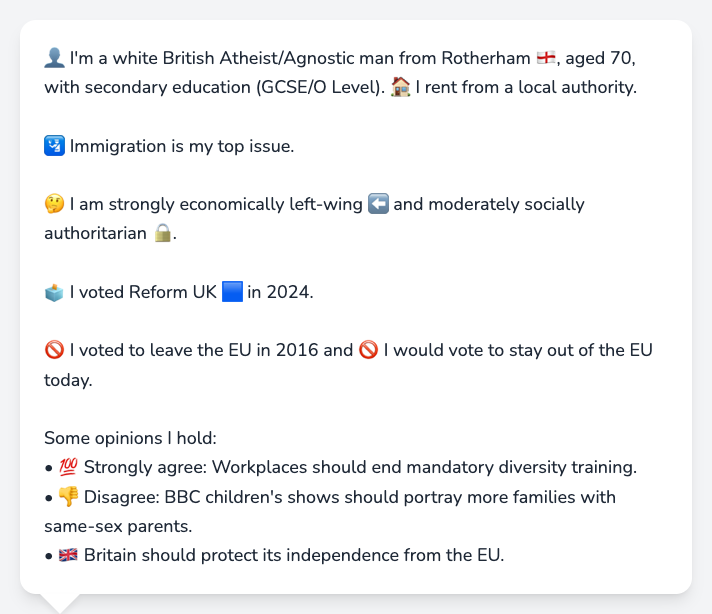 👤 I'm a white British Atheist/Agnostic man from Rotherham 🏴󠁧󠁢󠁥󠁮󠁧󠁿, aged 70,
with secondary education (GCSE/O Level). 🏠 I rent from a local authority.
🛂 Immigration is my top issue.
🤔 I am strongly economically left-wing ⬅️ and moderately socially
authoritarian 🔒.
🗳️ I voted Reform UK 🟦 in 2024.
🚫 I voted to leave the EU in 2016 and 🚫 I would vote to stay out of the EU
today.
Some opinions I hold:
• 💯 Strongly agree: Workplaces should end mandatory diversity training.
• 👎 Disagree: BBC children's shows should portray more families with
same-sex parents.
• 🇬🇧 Britain should protect its independence from the EU.